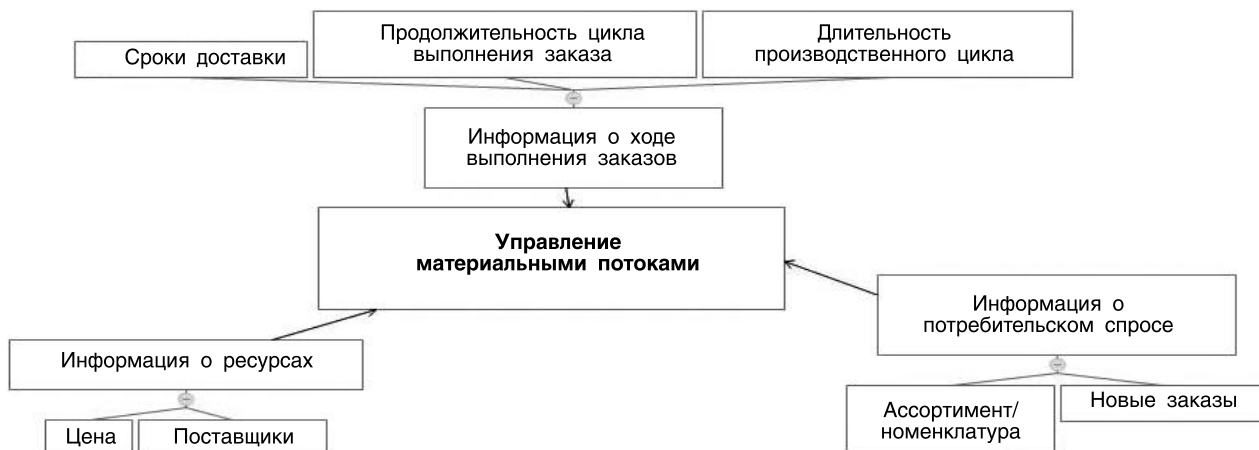 Сроки доставки
Продолжительность цикла
выполнения заказа
Длительность
производственного цикла
Информация о ходе
выполнения заказов
Управление
материальными потоками
Информация о
потребительском спросе
Информация о ресурсах
Цена
Поставщики
Ассортимент/
номенклатура
Новые заказы